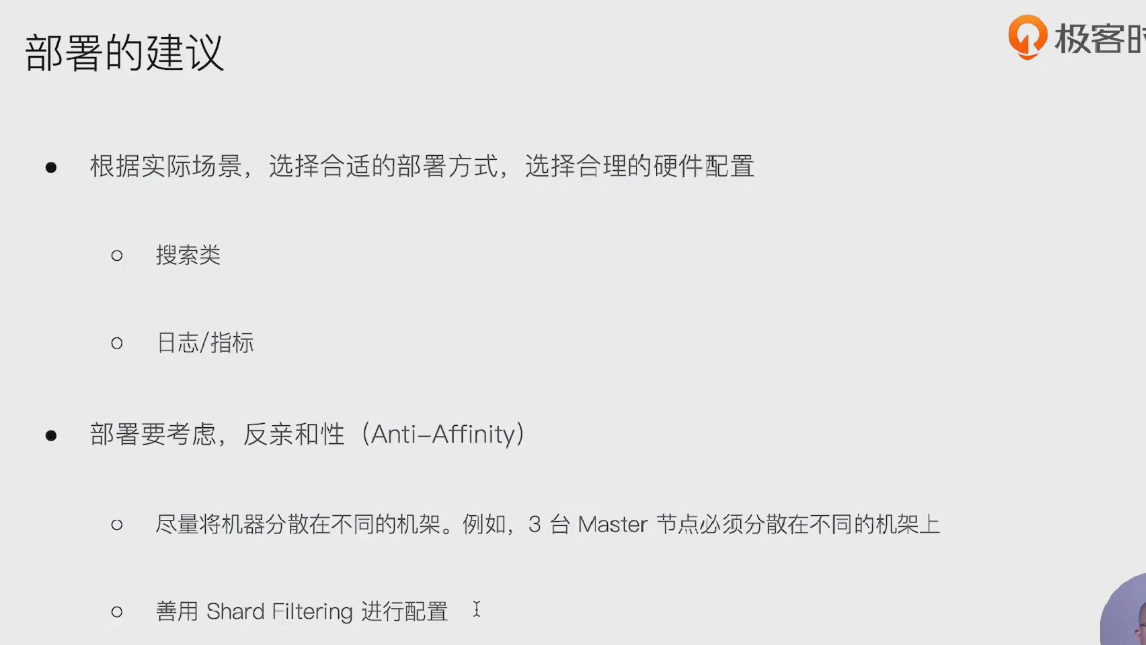 部署的建议
极客时
根据实际场景，选择合适的部署方式，选择合理的硬件配置
搜索类
日志/指标
部署要考虑，反亲和性（Anti-Affinity）
尽量将机器分散在不同的机架。例如，3 台 Master 节点必须分散在不同的机架上
善用 Shard Filtering 进行配置